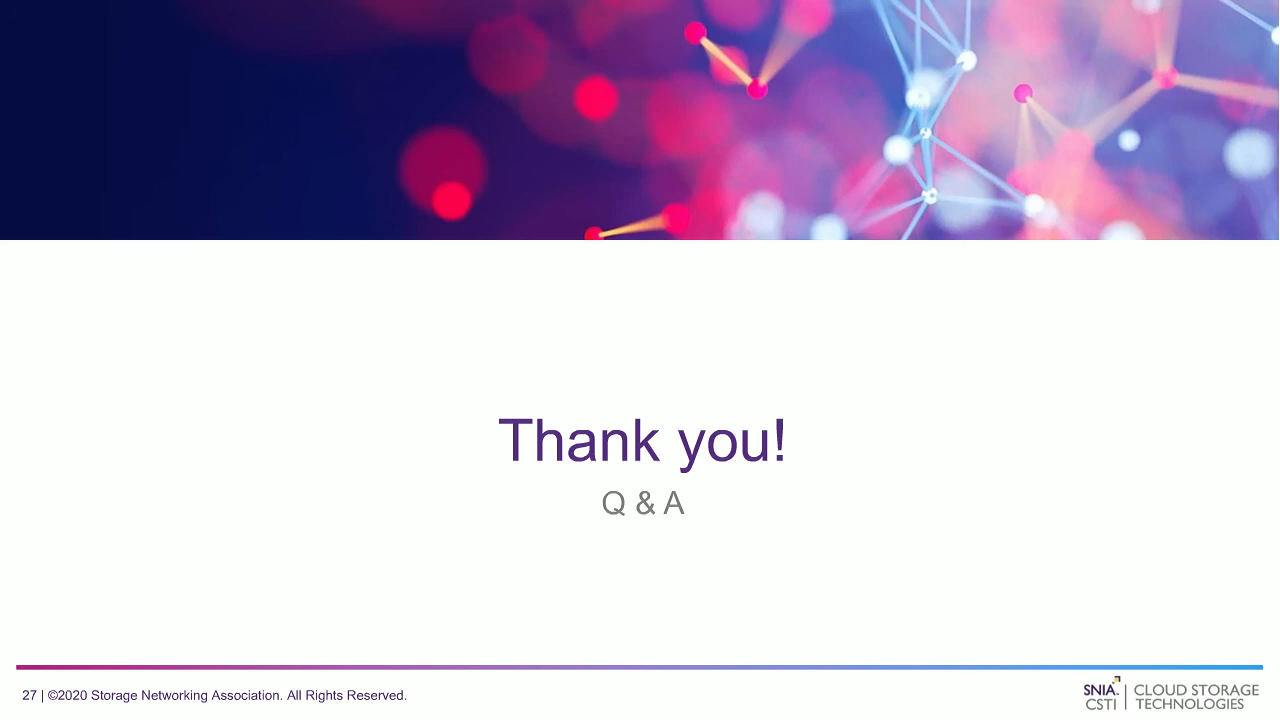 Thank you!
Q & A
27 | ©2020 Storage Networking Association. All Rights Reserved.
SNIA
CSTI
CLOUD STORAGE
TECHNOLOGIES